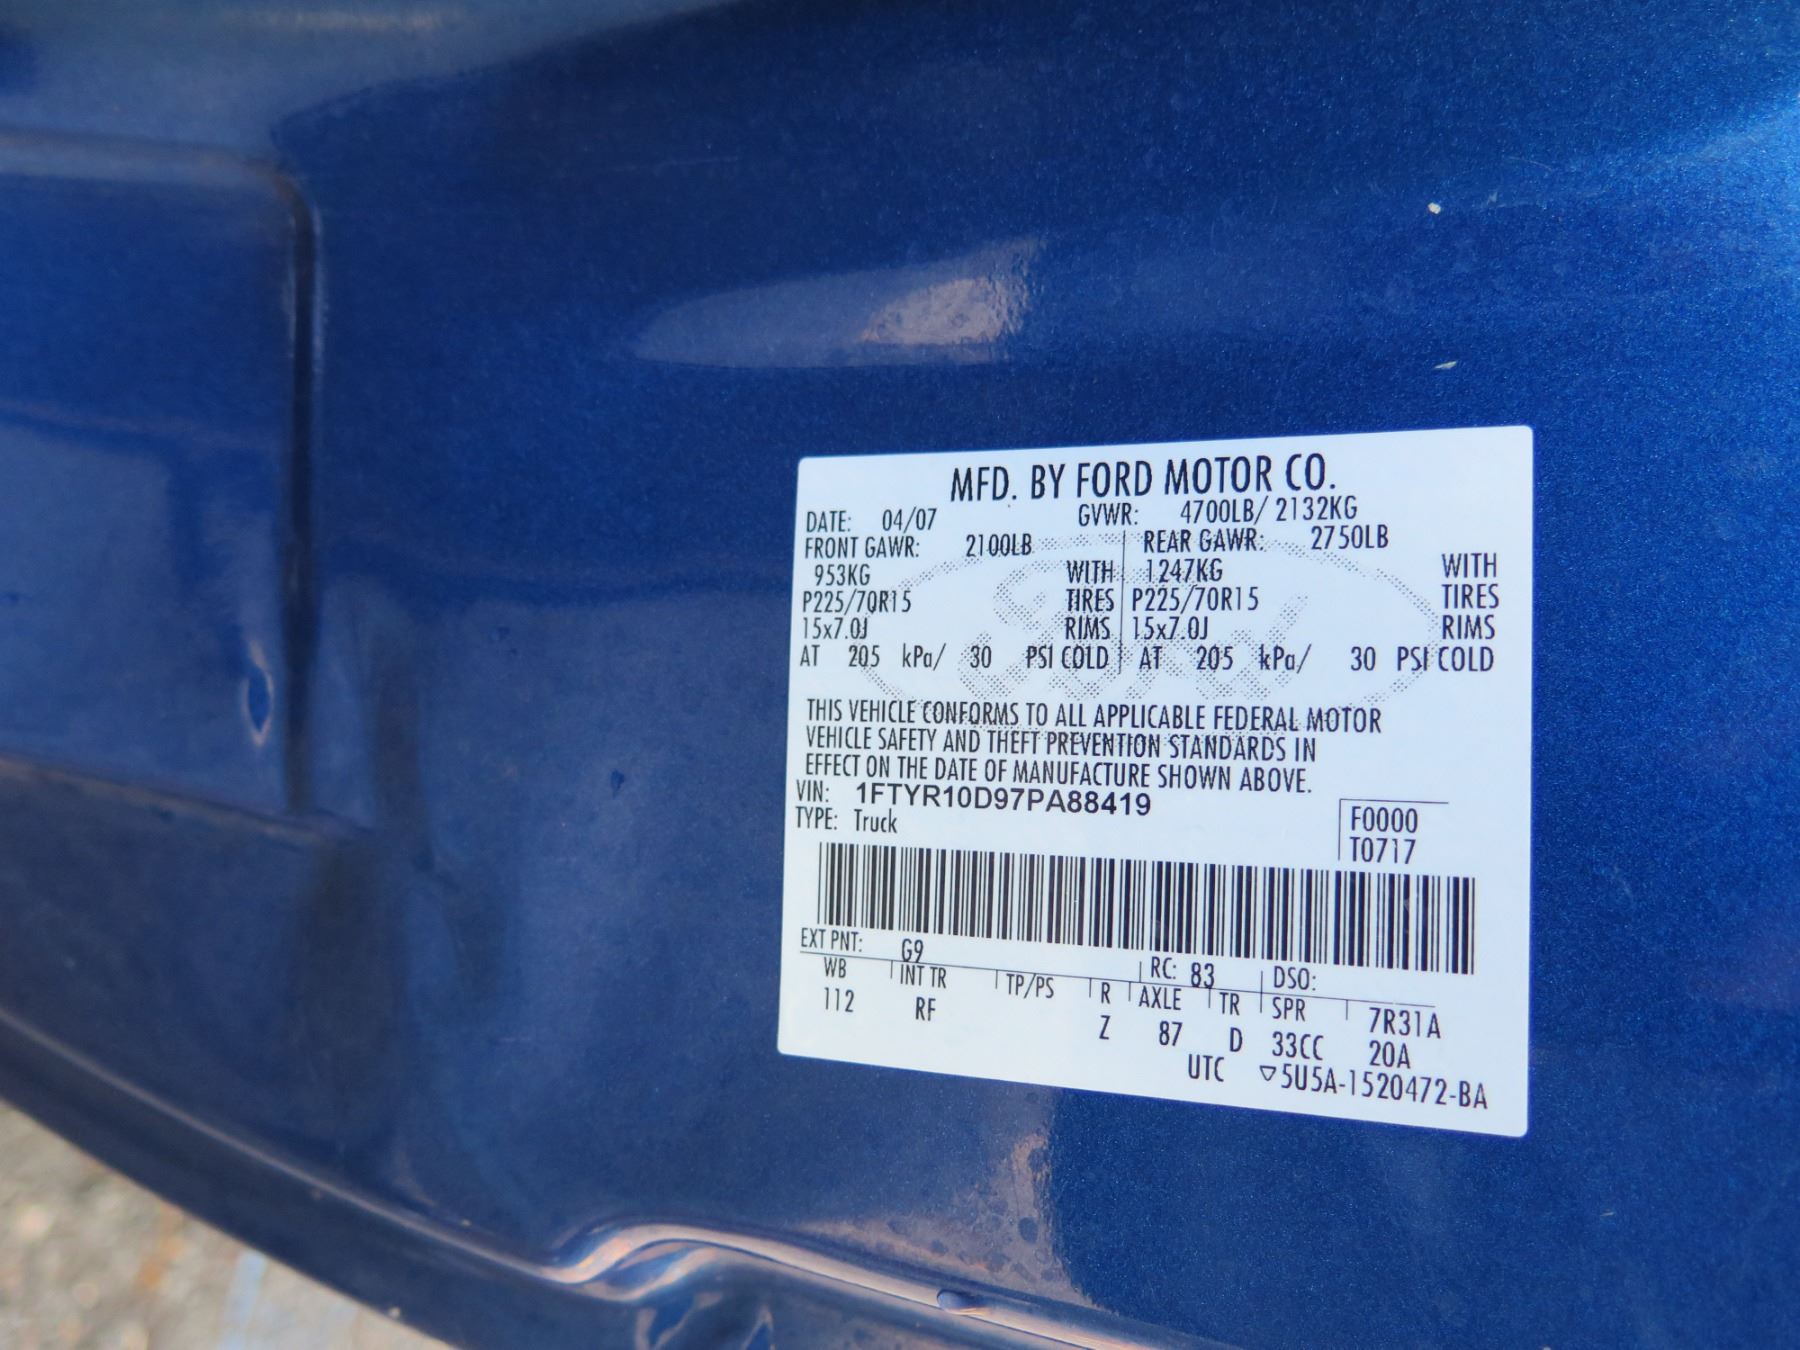 MFD. BY FORD MOTOR CO.
DATE: 04/07 GVWR: 4700LB/ 2132KG
FRONT GAWR: 2100LB REAR GAWR: 2750LB
953KG WITH 1247KG WITH
P225/70R15 TIRES P225/70R15 TIRES
15x7.0J RIMS 15x7.0J RIMS
AT 205 kPa/ 30 PSI COLD AT 205 kPa/ 30 PSI COLD
Ford
THIS VEHICLE CONFORMS TO ALL APPLICABLE FEDERAL MOTOR
VEHICLE SAFETY AND THEFT PREVENTION STANDARDS IN
EFFECT ON THE DATE OF MANUFACTURE SHOWN ABOVE.
VIN: 1FTYR10D97PA88419
TYPE: Truck
F0000
T0717
EXT PNT: G9 RC: 83 DSO:
WB INT TR TP/PS R AXLE TR SPR 7R31A
112 RF Z 87 D 33CC 20A
UTC ▽5U5A-1520472-BA